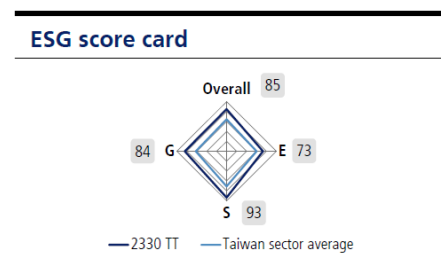 ESG score card
Overall 85
84 G E 73
S 93
2330 TT Taiwan sector average